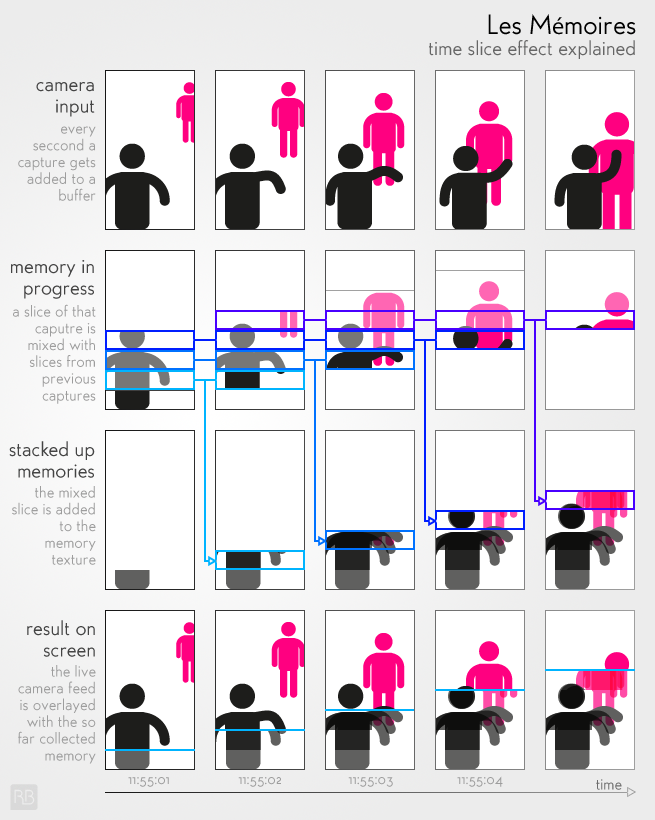 Les Mémoires
time slice effect explained
camera
input
every
seccond a
capture gets
added to a
buffer
memory in
progress
a slice of that
caputre is
mixed with
slices from
previous
captures
stacked up
memories
the mixed
slice is added
to the
memory
texture
result on
screen
the live
camera feed
is overlayed
with the so
far collected
memory
11:55:01 11:55:02 11:55:03 11:55:04 time
RB